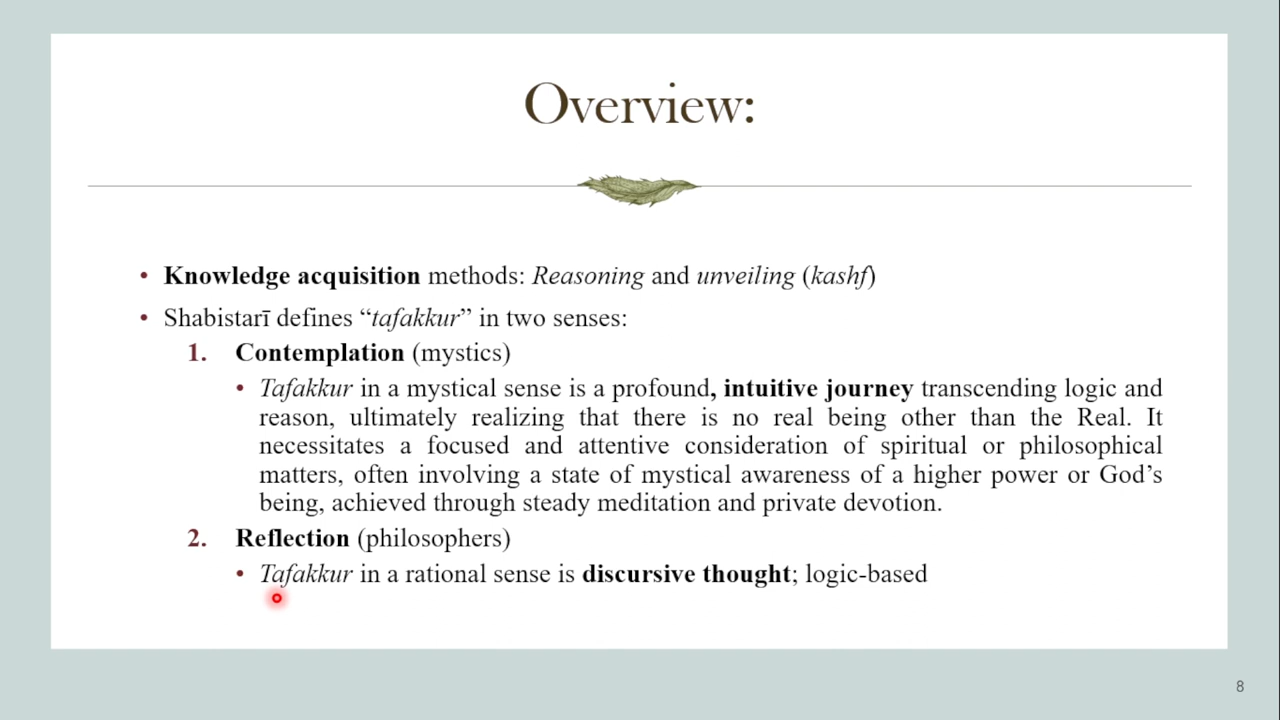 Overview:
• Knowledge acquisition methods: Reasoning and unveiling (kashf)
• Shabistarī defines “tafakkur” in two senses:
1. Contemplation (mystics)
• Tafakkur in a mystical sense is a profound, intuitive journey transcending logic and
reason, ultimately realizing that there is no real being other than the Real. It
necessitates a focused and attentive consideration of spiritual or philosophical
matters, often involving a state of mystical awareness of a higher power or God’s
being, achieved through steady meditation and private devotion.
2. Reflection (philosophers)
• Tafakkur in a rational sense is discursive thought; logic-based
8